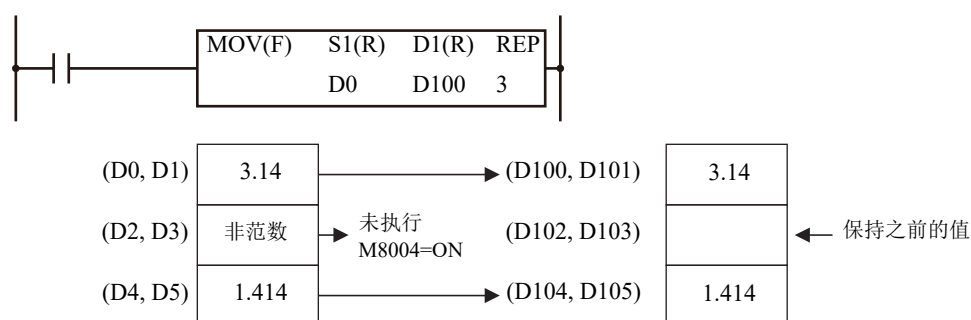 MOV(F) S1(R) D1(R) REP
D0 D100 3
(D0, D1) 3.14 (D100, D101) 3.14
(D2, D3) 非范数 未执行 M8004=ON (D102, D103) 保持之前的值
(D4, D5) 1.414 (D104, D105) 1.414